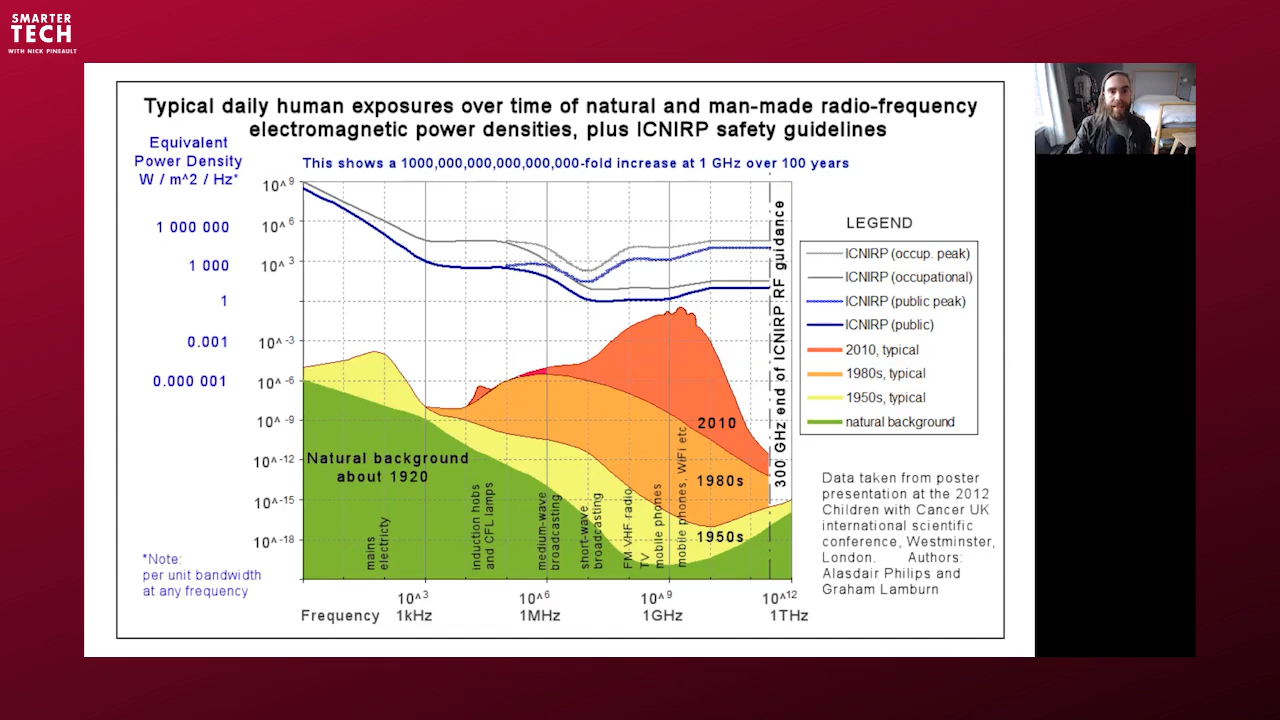 SMARTER
TECH
WITH NICK PINEAULT
Typical daily human exposures over time of natural and man-made radio-frequency
electromagnetic power densities, plus ICNIRP safety guidelines
This shows a 1000,000,000,000,000,000-fold increase at 1 GHz over 100 years
Equivalent
Power Density
W / m^2 / Hz*
1 000 000
1 000
1
0.001
0.000 001
10^9
10^6
10^3
10^-3
10^-6
10^-9
10^-12
10^-15
10^-18
Natural background
about 1920
mains
electricty
induction hobs
and CFL lamps
medium-wave
broadcasting
short-wave
broadcasting
FM VHF radio
TV
mobile phones
mobile phones, WiFi etc
2010
1980s
1950s
300 GHz end of ICNIRP RF guidance
LEGEND
ICNIRP (occup. peak)
ICNIRP (occupational)
ICNIRP (public peak)
ICNIRP (public)
2010, typical
1980s, typical
1950s, typical
natural background
Data taken from poster
presentation at the 2012
Children with Cancer UK
international scientific
conference, Westminster,
London. Authors:
Alasdair Philips and
Graham Lamburn
*Note:
per unit bandwidth
at any frequency
10^3
10^6
10^9
10^12
Frequency 1kHz 1MHz 1GHz 1THz